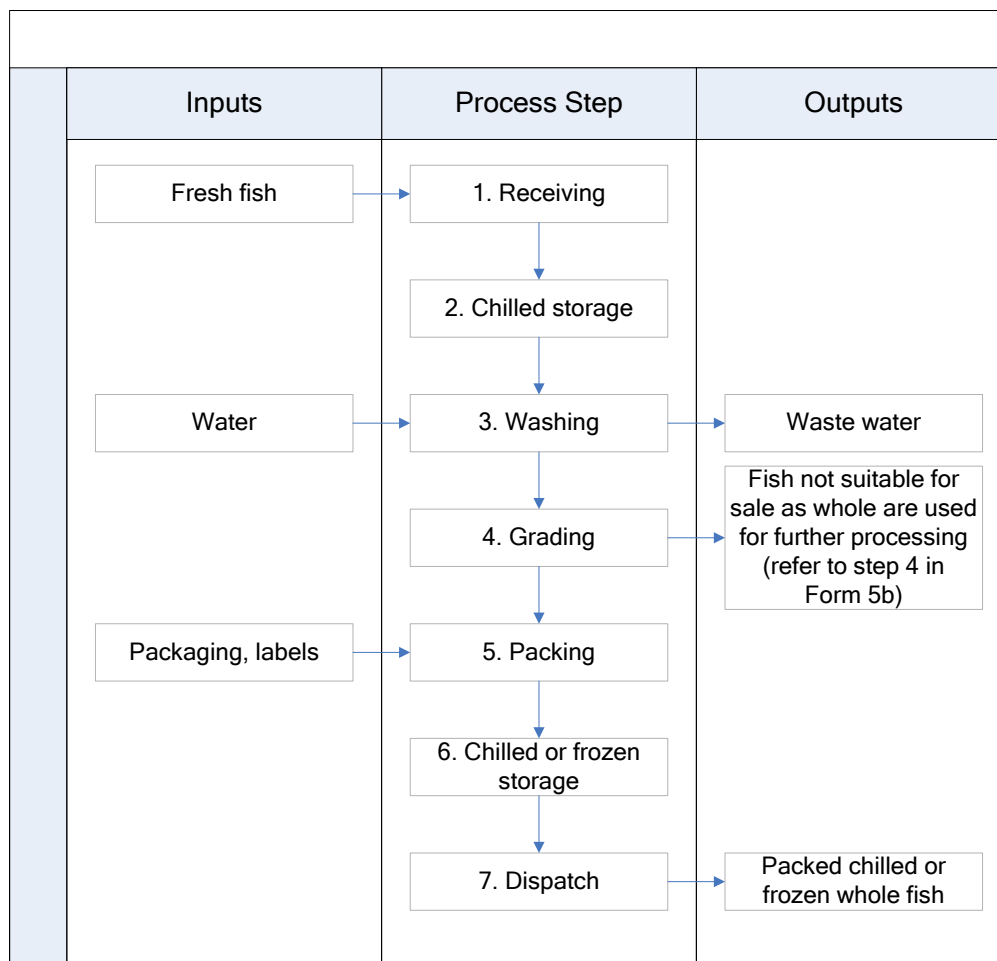 Inputs
Process Step
Outputs
Fresh fish
1. Receiving
2. Chilled storage
Water
3. Washing
Waste water
4. Grading
Fish not suitable for
sale as whole are used
for further processing
(refer to step 4 in
Form 5b)
Packaging, labels
5. Packing
6. Chilled or frozen
storage
7. Dispatch
Packed chilled or
frozen whole fish